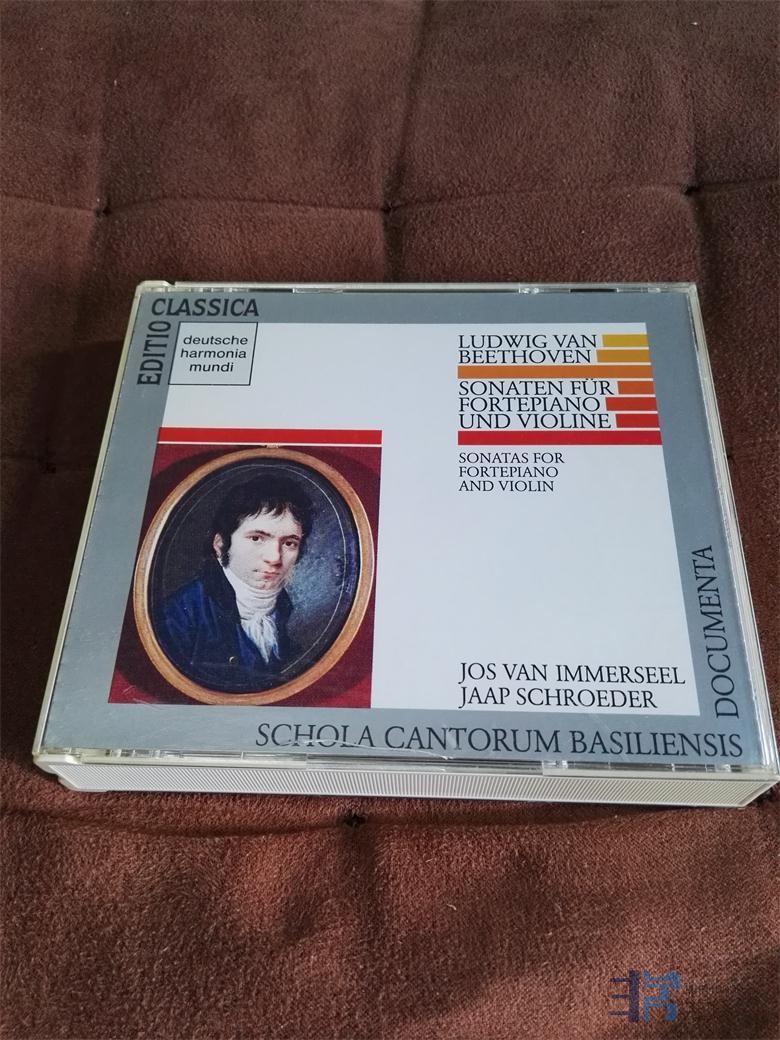 EDITIO CLASSICA
deutsche
harmonia
mundi
LUDWIG VAN
BEETHOVEN
SONATEN FÜR
FORTEPIANO
UND VIOLINE
SONATAS FOR
FORTEPIANO
AND VIOLIN
JOS VAN IMMERSEEL
JAAP SCHROEDER
DOCUMENTA
SCHOLA CANTORUM BASILIENSIS